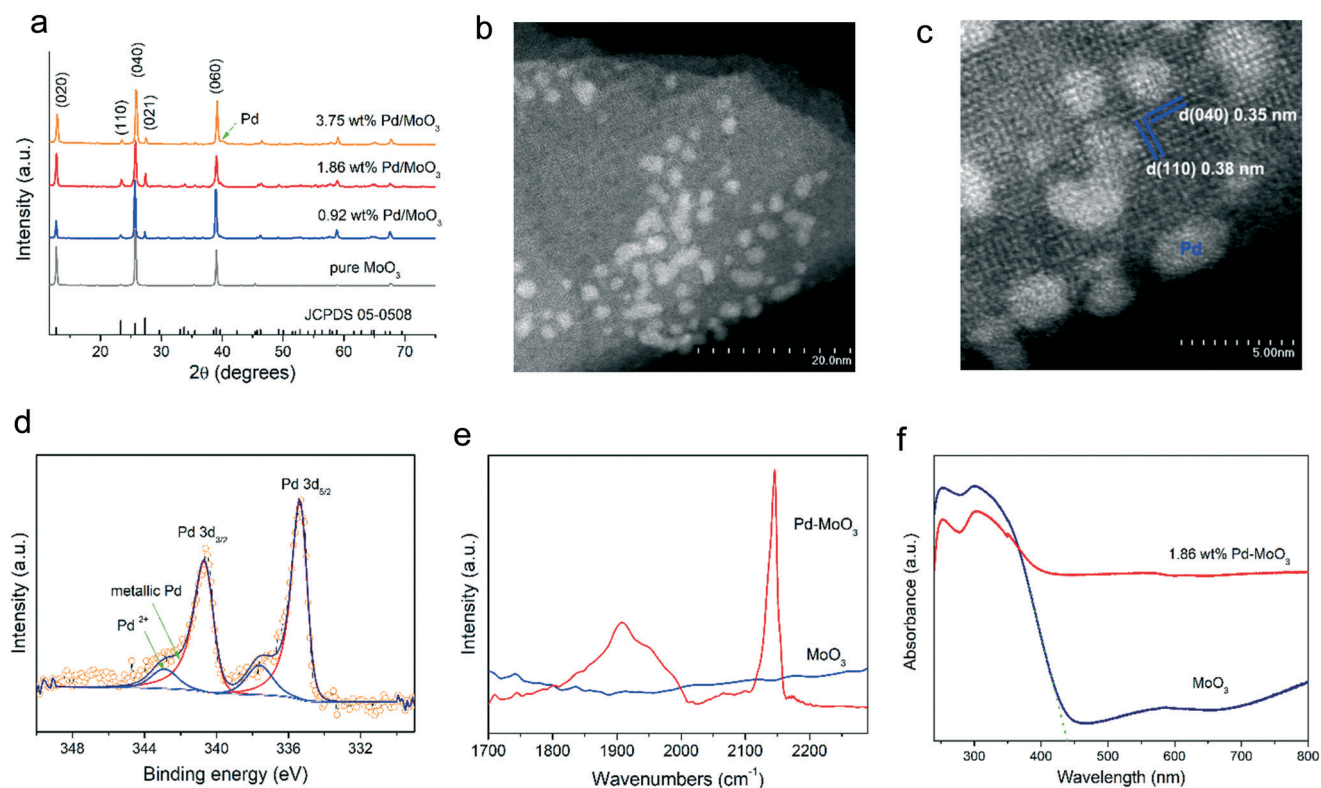 a
(020)
(110)
(040)
(021)
(060)
Pd
3.75 wt% Pd/MoO₃
1.86 wt% Pd/MoO₃
0.92 wt% Pd/MoO₃
pure MoO₃
JCPDS 05-0508
Intensity (a.u.)
20 30 40 50 60 70
2θ (degrees)
b
20.0nm
c
d(040) 0.35 nm
d(110) 0.38 nm
Pd
5.00nm
d
Pd 3d₅/₂
Pd 3d₃/₂
metallic Pd
Pd ²⁺
Intensity (a.u.)
348 344 340 336 332
Binding energy (eV)
e
Pd-MoO₃
MoO₃
Intensity (a.u.)
1700 1800 1900 2000 2100 2200
Wavenumbers (cm⁻¹)
f
1.86 wt% Pd-MoO₃
MoO₃
Absorbance (a.u.)
300 400 500 600 700 800
Wavelength (nm)